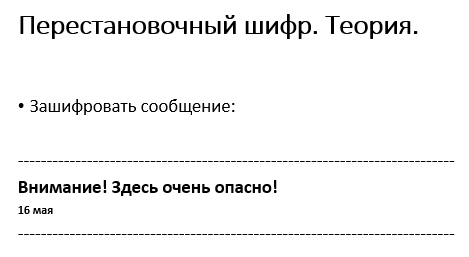 Перестановочный шифр. Теория.
• Зашифровать сообщение:
--------------------------------------------------------------------------------
Внимание! Здесь очень опасно!
16 мая
--------------------------------------------------------------------------------